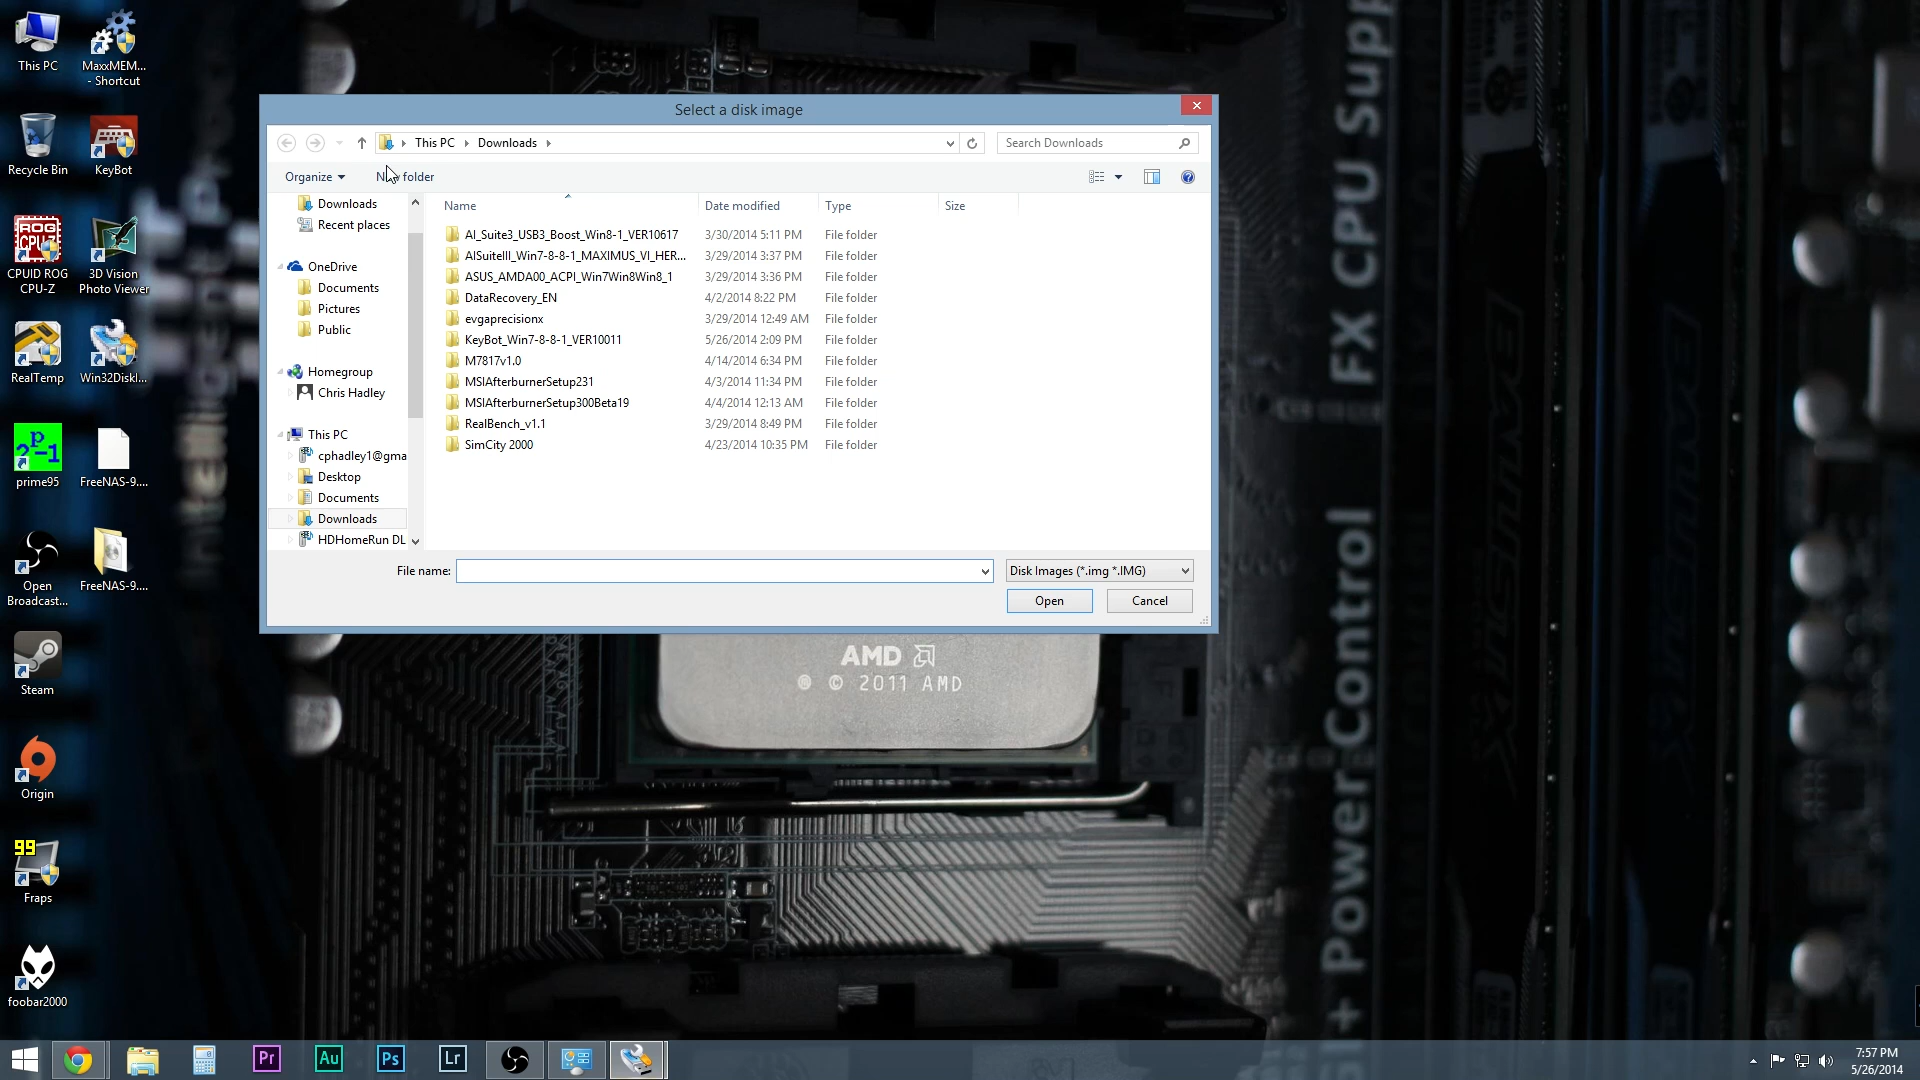 This PC
MaxxMEM...
- Shortcut
Recycle Bin
KeyBot
ROG
CPUZ
CPUID ROG
CPU-Z
3D Vision
Photo Viewer
RealTemp
Win32DiskI...
prime95
FreeNAS-9....
Open
Broadcast...
FreeNAS-9....
Steam
Origin
99
Fraps
foobar2000
Select a disk image
This PC
Downloads
Search Downloads
Organize
folder
Name
Date modified
Type
Size
Downloads
Recent places
OneDrive
Documents
Pictures
Public
Homegroup
Chris Hadley
This PC
cphadley1@gma
Desktop
Documents
Downloads
HDHomeRun DL
AI_Suite3_USB3_Boost_Win8-1_VER10617 3/30/2014 5:11 PM File folder
AISuiteIII_Win7-8-8-1_MAXIMUS_VI_HER... 3/29/2014 3:37 PM File folder
ASUS_AMDA00_ACPI_Win7Win8Win8_1 3/29/2014 3:36 PM File folder
DataRecovery_EN 4/2/2014 8:22 PM File folder
evgaprecisionx 3/29/2014 12:49 AM File folder
KeyBot_Win7-8-8-1_VER10011 5/26/2014 2:09 PM File folder
M7817v1.0 4/14/2014 6:34 PM File folder
MSIAfterburnerSetup231 4/3/2014 11:34 PM File folder
MSIAfterburnerSetup300Beta19 4/4/2014 12:13 AM File folder
RealBench_v1.1 3/29/2014 8:49 PM File folder
SimCity 2000 4/23/2014 10:35 PM File folder
File name:
Disk Images (*.img *.IMG)
Open
Cancel
AMD
® © 2011 AMD
FX CPU Supp
+ Power Control
Pr
Au
Ps
Lr
7:57 PM
5/26/2014